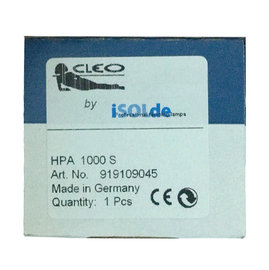 CLEO
by iSOLde
HPA 1000 S
Art. No. 919109045
Made in Germany
Quantity: 1 Pcs
CE